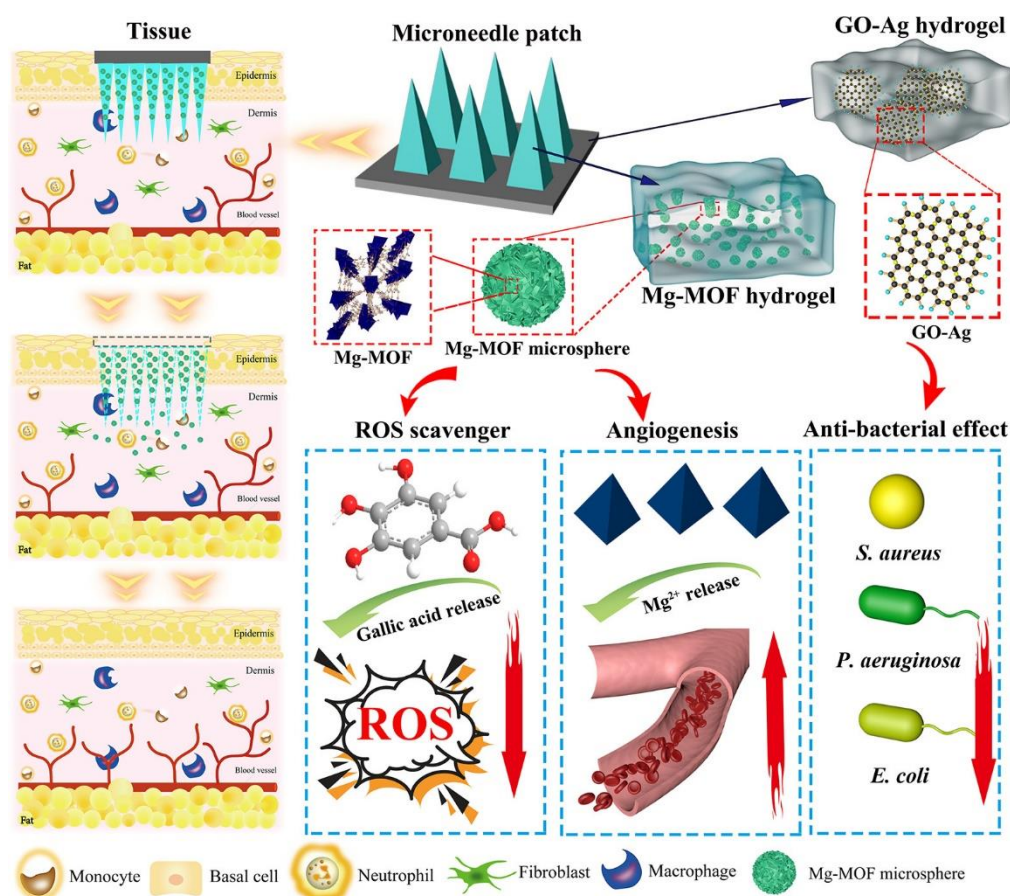 Tissue
Epidermis
Dermis
Blood vessel
Fat
Epidermis
Dermis
Blood vessel
Fat
Epidermis
Dermis
Blood vessel
Fat
Microneedle patch
GO-Ag hydrogel
Mg-MOF hydrogel
Mg-MOF
Mg-MOF microsphere
GO-Ag
ROS scavenger
Gallic acid release
ROS
Angiogenesis
Mg²⁺ release
Anti-bacterial effect
S. aureus
P. aeruginosa
E. coli
Monocyte
Basal cell
Neutrophil
Fibroblast
Macrophage
Mg-MOF microsphere